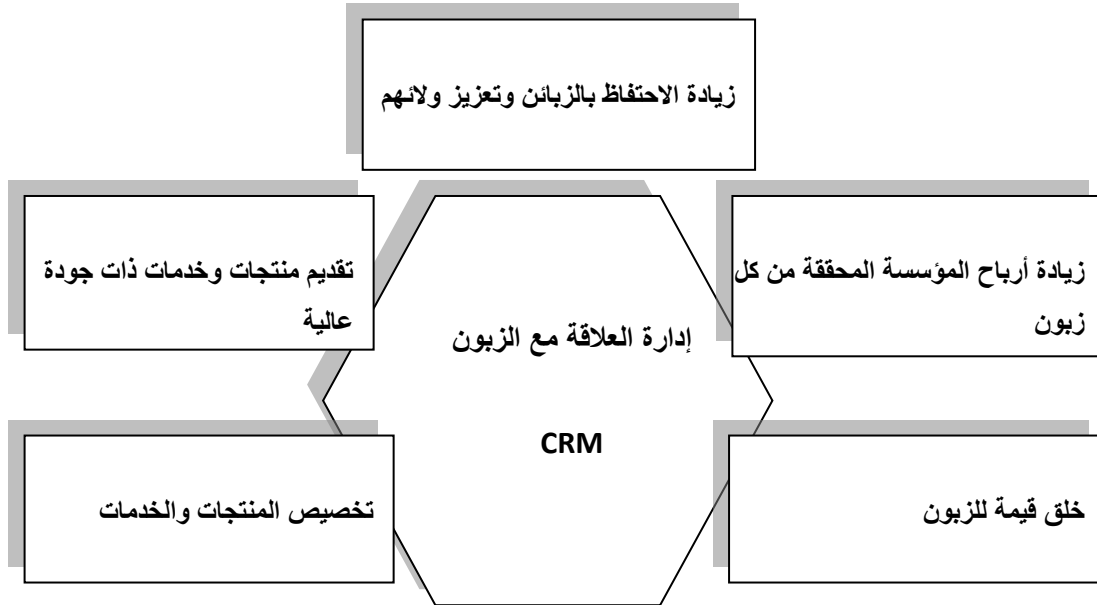 زيادة الاحتفاظ بالزبائن وتعزيز ولائهم
زيادة أرباح المؤسسة المحققة من كل
زبون
تقديم منتجات وخدمات ذات جودة
عالية
إدارة العلاقة مع الزبون
CRM
خلق قيمة للزبون
تخصيص المنتجات والخدمات